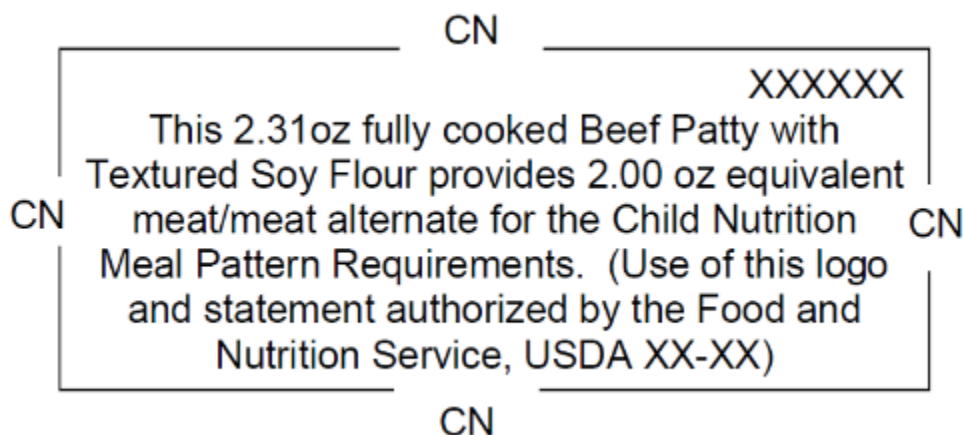 CN
XXXXXX
This 2.31oz fully cooked Beef Patty with
Textured Soy Flour provides 2.00 oz equivalent
CN meat/meat alternate for the Child Nutrition CN
Meal Pattern Requirements.  (Use of this logo
and statement authorized by the Food and
Nutrition Service, USDA XX-XX)
CN